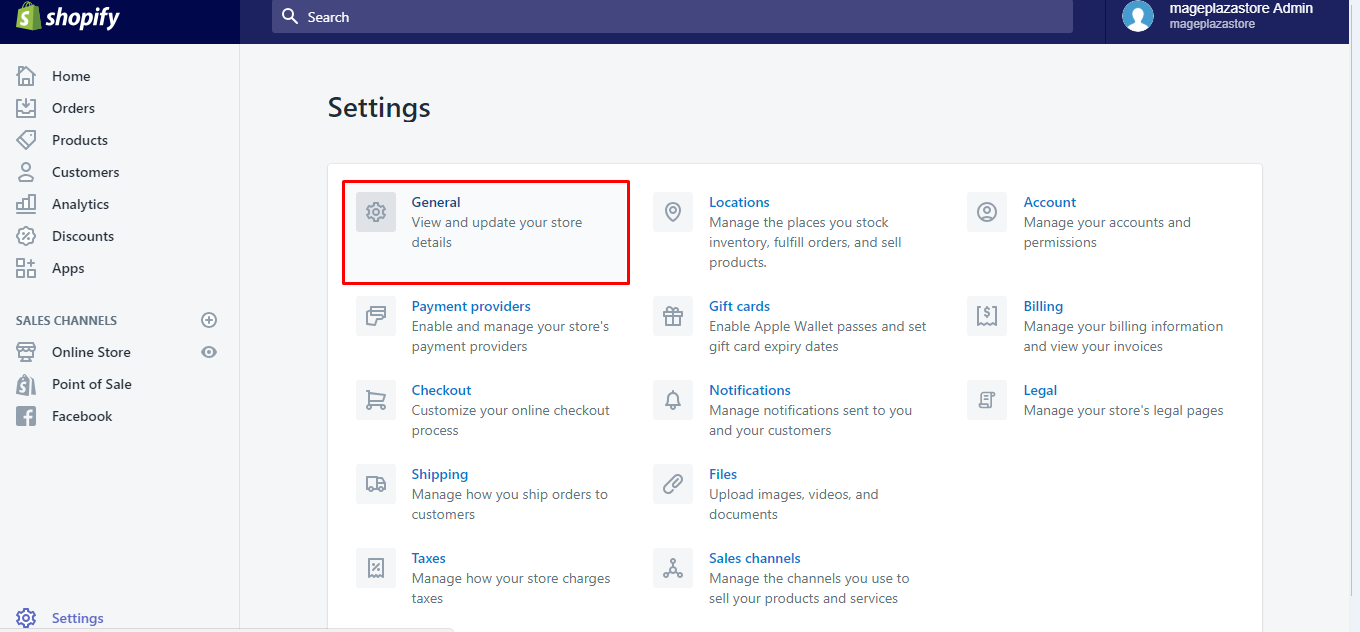 shopify
Search
mageplazastore Admin
mageplazastore
Home
Orders
Products
Customers
Analytics
Discounts
Apps
SALES CHANNELS
Online Store
Point of Sale
Facebook
Settings
Settings
General
View and update your store
details
Locations
Manage the places you stock
inventory, fulfill orders, and sell
products.
Account
Manage your accounts and
permissions
Payment providers
Enable and manage your store's
payment providers
Gift cards
Enable Apple Wallet passes and set
gift card expiry dates
Billing
Manage your billing information
and view your invoices
Checkout
Customize your online checkout
process
Notifications
Manage notifications sent to you
and your customers
Legal
Manage your store's legal pages
Shipping
Manage how you ship orders to
customers
Files
Upload images, videos, and
documents
Taxes
Manage how your store charges
taxes
Sales channels
Manage the channels you use to
sell your products and services